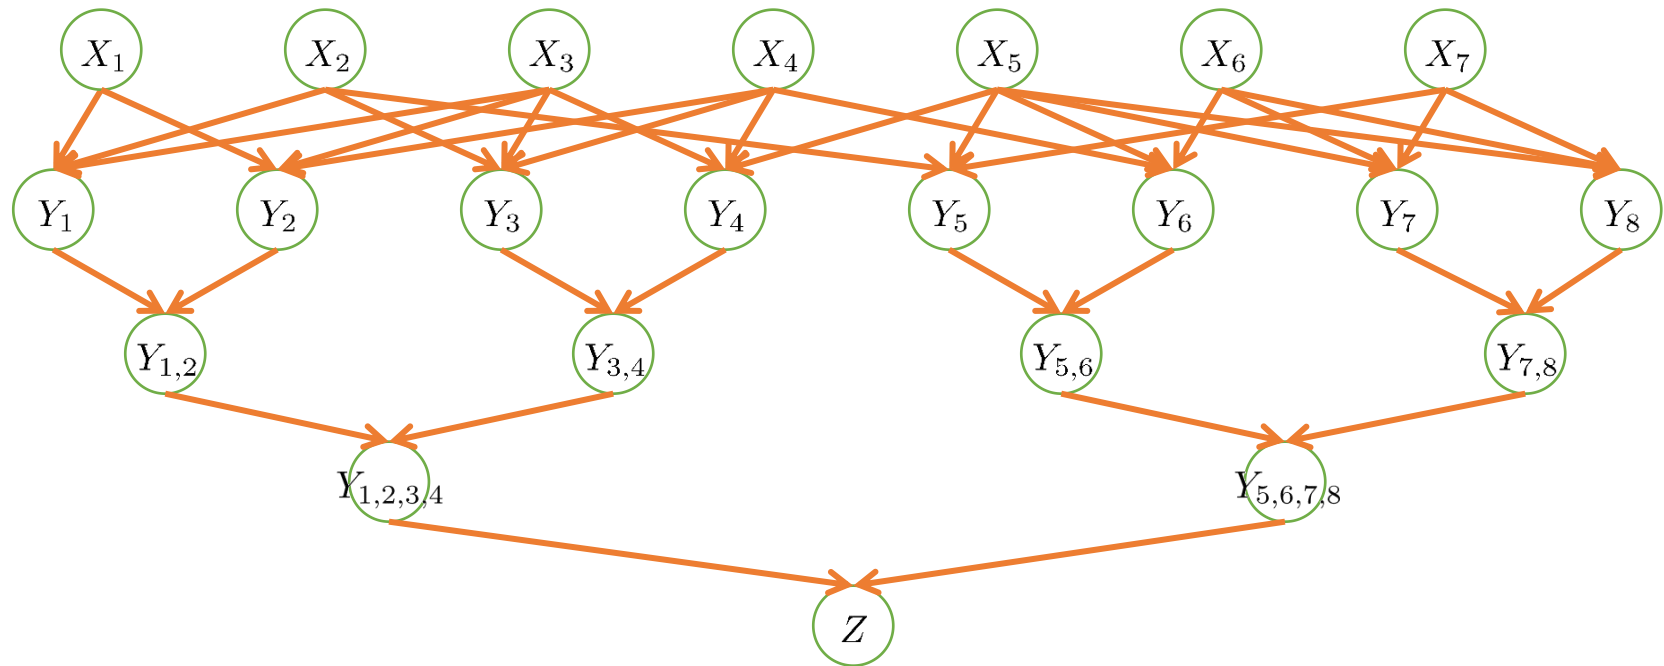 X₁ X₂ X₃ X₄ X₅ X₆ X₇
Y₁ Y₂ Y₃ Y₄ Y₅ Y₆ Y₇ Y₈
Y₁,₂ Y₃,₄ Y₅,₆ Y₇,₈
Y₁,₂,₃,₄ Y₅,₆,₇,₈
Z